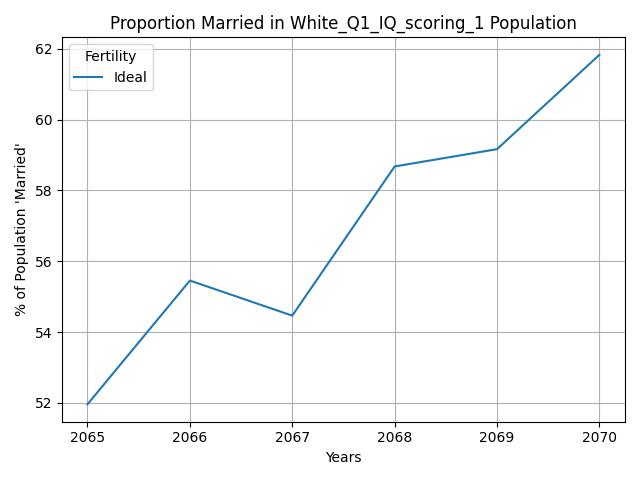 Proportion Married in White_Q1_IQ_scoring_1 Population
Fertility
Ideal
% of Population 'Married'
62
60
58
56
54
52
2065 2066 2067 2068 2069 2070
Years